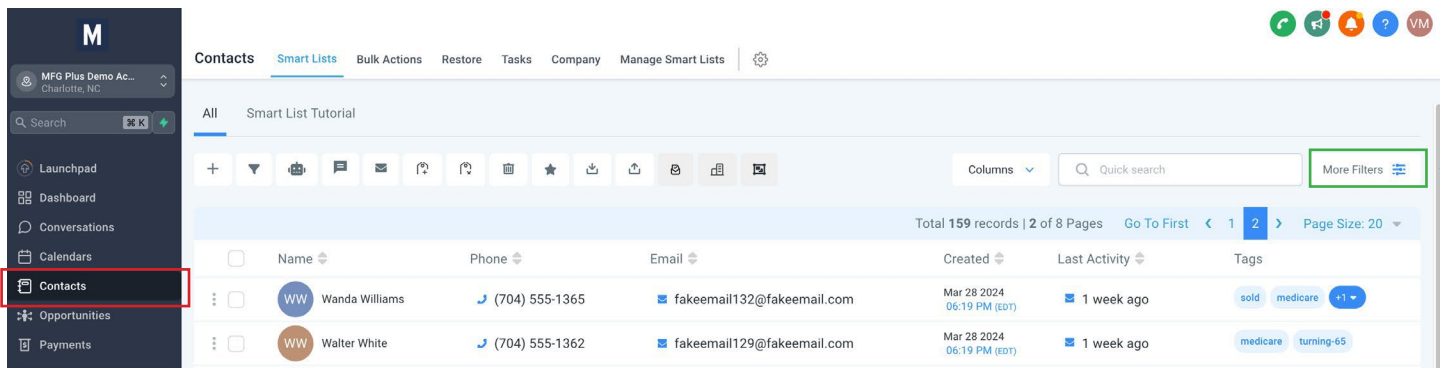 M
MFG Plus Demo Ac...
Charlotte, NC
Search ⌘ K
Launchpad
Dashboard
Conversations
Calendars
Contacts
Opportunities
Payments
? VM
Contacts Smart Lists Bulk Actions Restore Tasks Company Manage Smart Lists
All Smart List Tutorial
Columns Quick search More Filters
Total 159 records | 2 of 8 Pages Go To First 1 2 Page Size: 20
Name Phone Email Created Last Activity Tags
WW Wanda Williams (704) 555-1365 fakeemail132@fakeemail.com Mar 28 2024 1 week ago sold medicare +1
06:19 PM (EDT)
WW Walter White (704) 555-1362 fakeemail129@fakeemail.com Mar 28 2024 1 week ago medicare turning-65
06:19 PM (EDT)